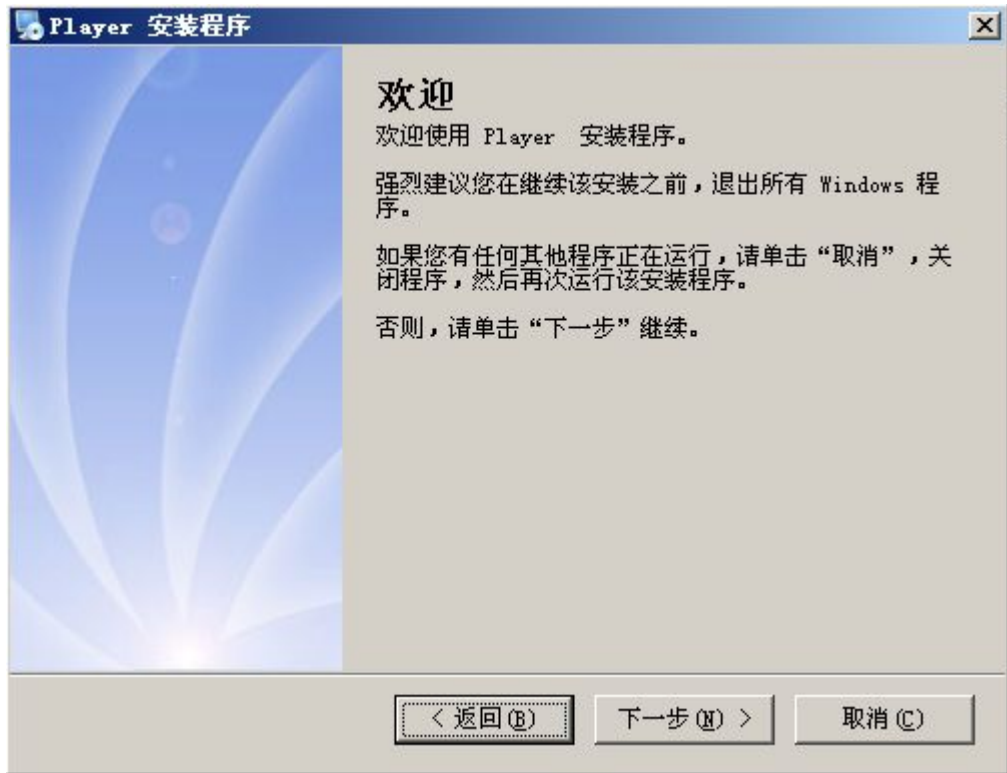 Player 安装程序
欢迎
欢迎使用 Player 安装程序。
强烈建议您在继续该安装之前，退出所有 Windows 程
序。
如果您有任何其他程序正在运行，请单击“取消”，关
闭程序，然后再次运行该安装程序。
否则，请单击“下一步”继续。
< 返回(B)
下一步(N) >
取消(C)